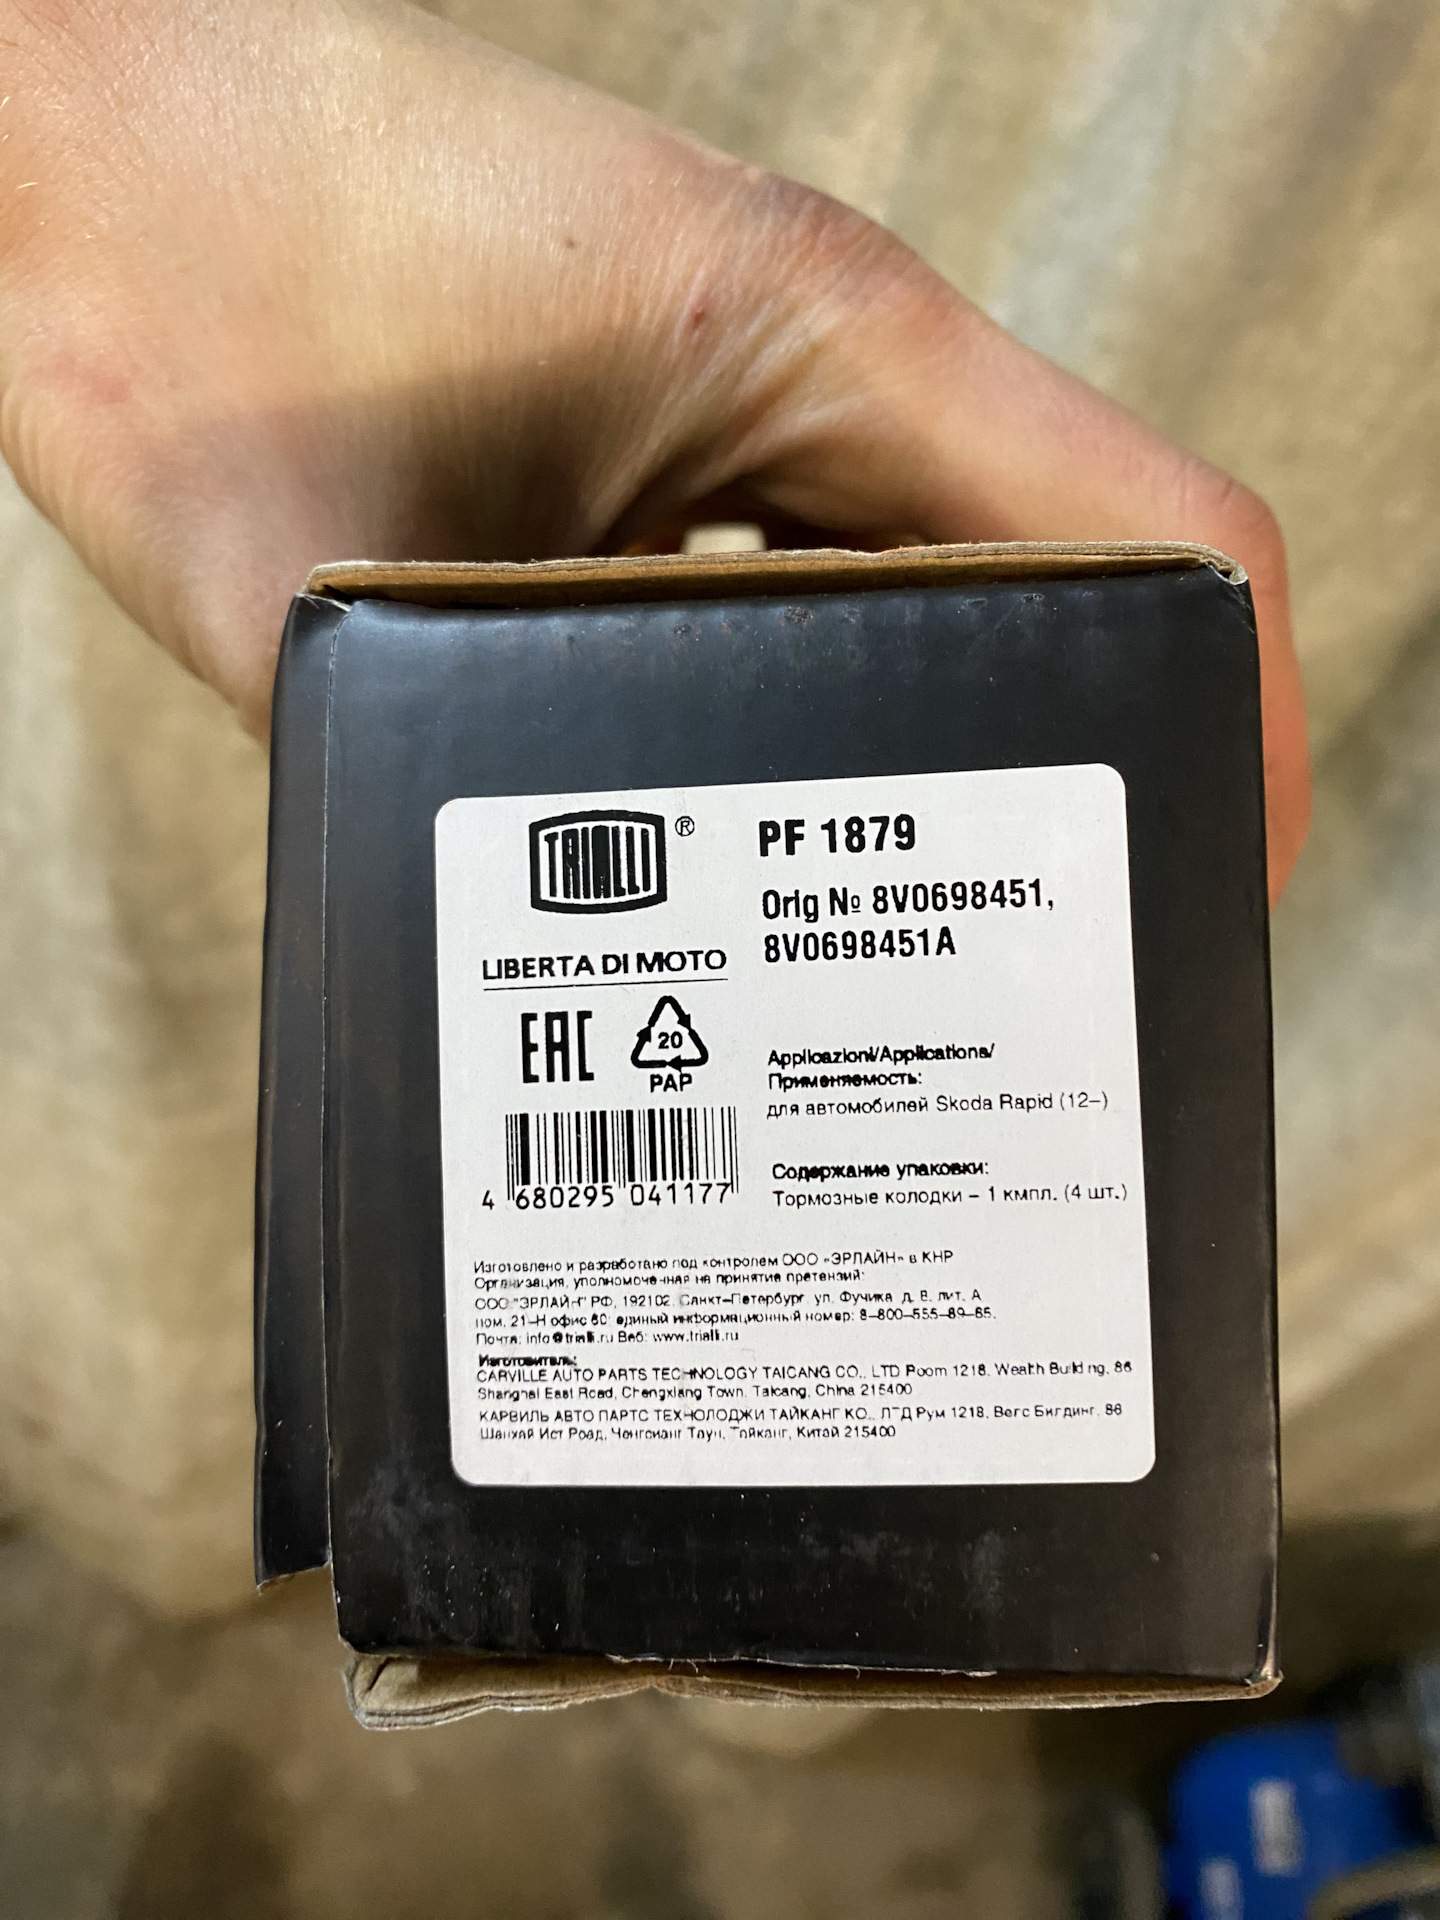 TRIALLI ®
LIBERTA DI MOTO
EAC
20
PAP
4 680295 041177
PF 1879
Orig № 8V0698451,
8V0698451A
Applicazioni/Applications/
Применяемость:
для автомобилей Skoda Rapid (12–)
Содержание упаковки:
Тормозные колодки – 1 кмпл. (4 шт.)
Изготовлено и разработано под контролем ООО «ЭРЛАЙН» в КНР
Организация, уполномоченная на принятие претензий:
ООО "ЭРЛАЙН" РФ, 192102, Санкт-Петербург, ул. Фучика, д. 8, лит. А
пом. 21-Н офис 60; единый информационный номер: 8-800-555-89-65,
Почта: info@trialli.ru Веб: www.trialli.ru
Изготовитель:
CARVILLE AUTO PARTS TECHNOLOGY TAICANG CO., LTD Room 1218, Wealth Building, 86
Shanghai East Road, Chengxiang Town, Taicang, China 215400
КАРВИЛЬ АВТО ПАРТС ТЕХНОЛОДЖИ ТАЙКАНГ КО., ЛТД Рум 1218, Велс Билдинг, 86
Шанхай Ист Роад, Ченгсианг Таун, Тайканг, Китай 215400